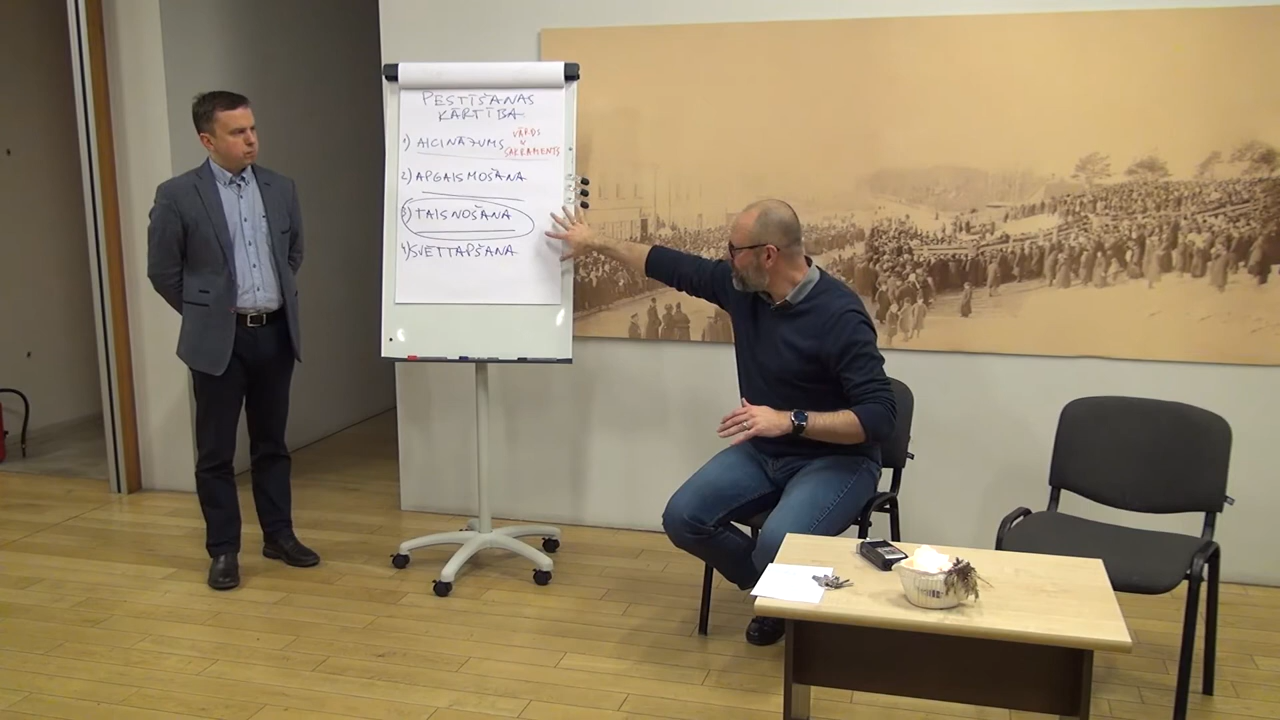 PESTĪŠANAS
KĀRTĪBA
1) AICINĀJUMS VĀRDS
SAKRAMENTS
2) APGAISMOŠANA
3) TAISNOŠANA
4) SVĒTTAPŠANA